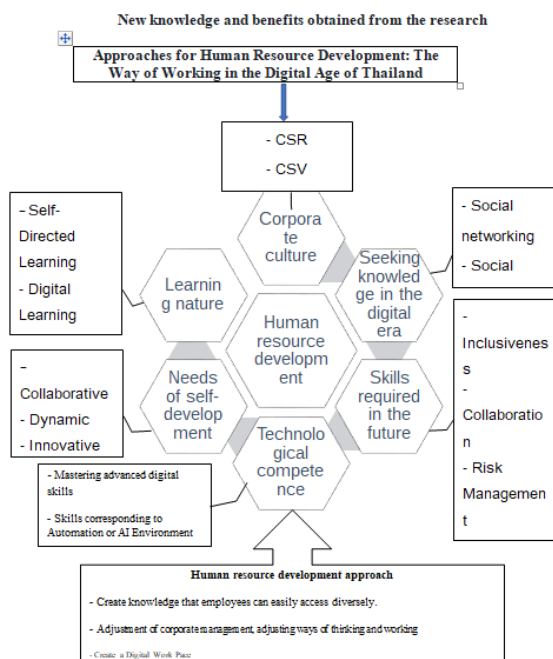 New knowledge and benefits obtained from the research
Approaches for Human Resource Development: The
Way of Working in the Digital Age of Thailand
- CSR
- CSV
Corpora
te
culture
- Self-
Directed
Learning
- Digital
Learning
Learnin
g nature
Seeking
knowled
ge in the
digital
era
- Social
networking
- Social
Human
resource
developm
ent
-
Collaborative
- Dynamic
- Innovative
Needs
of self-
develop
ment
Skills
required
in the
future
-
Inclusivenes
s
-
Collaboratio
n
- Risk
Managemen
t
Technolo
gical
compete
nce
- Mastering advanced digital
skills
- Skills corresponding to
Automation or AI Environment
Human resource development approach
- Create knowledge that employees can easily access diversely.
- Adjustment of corporate management, adjusting ways of thinking and working
- Create a Digital Work Pace